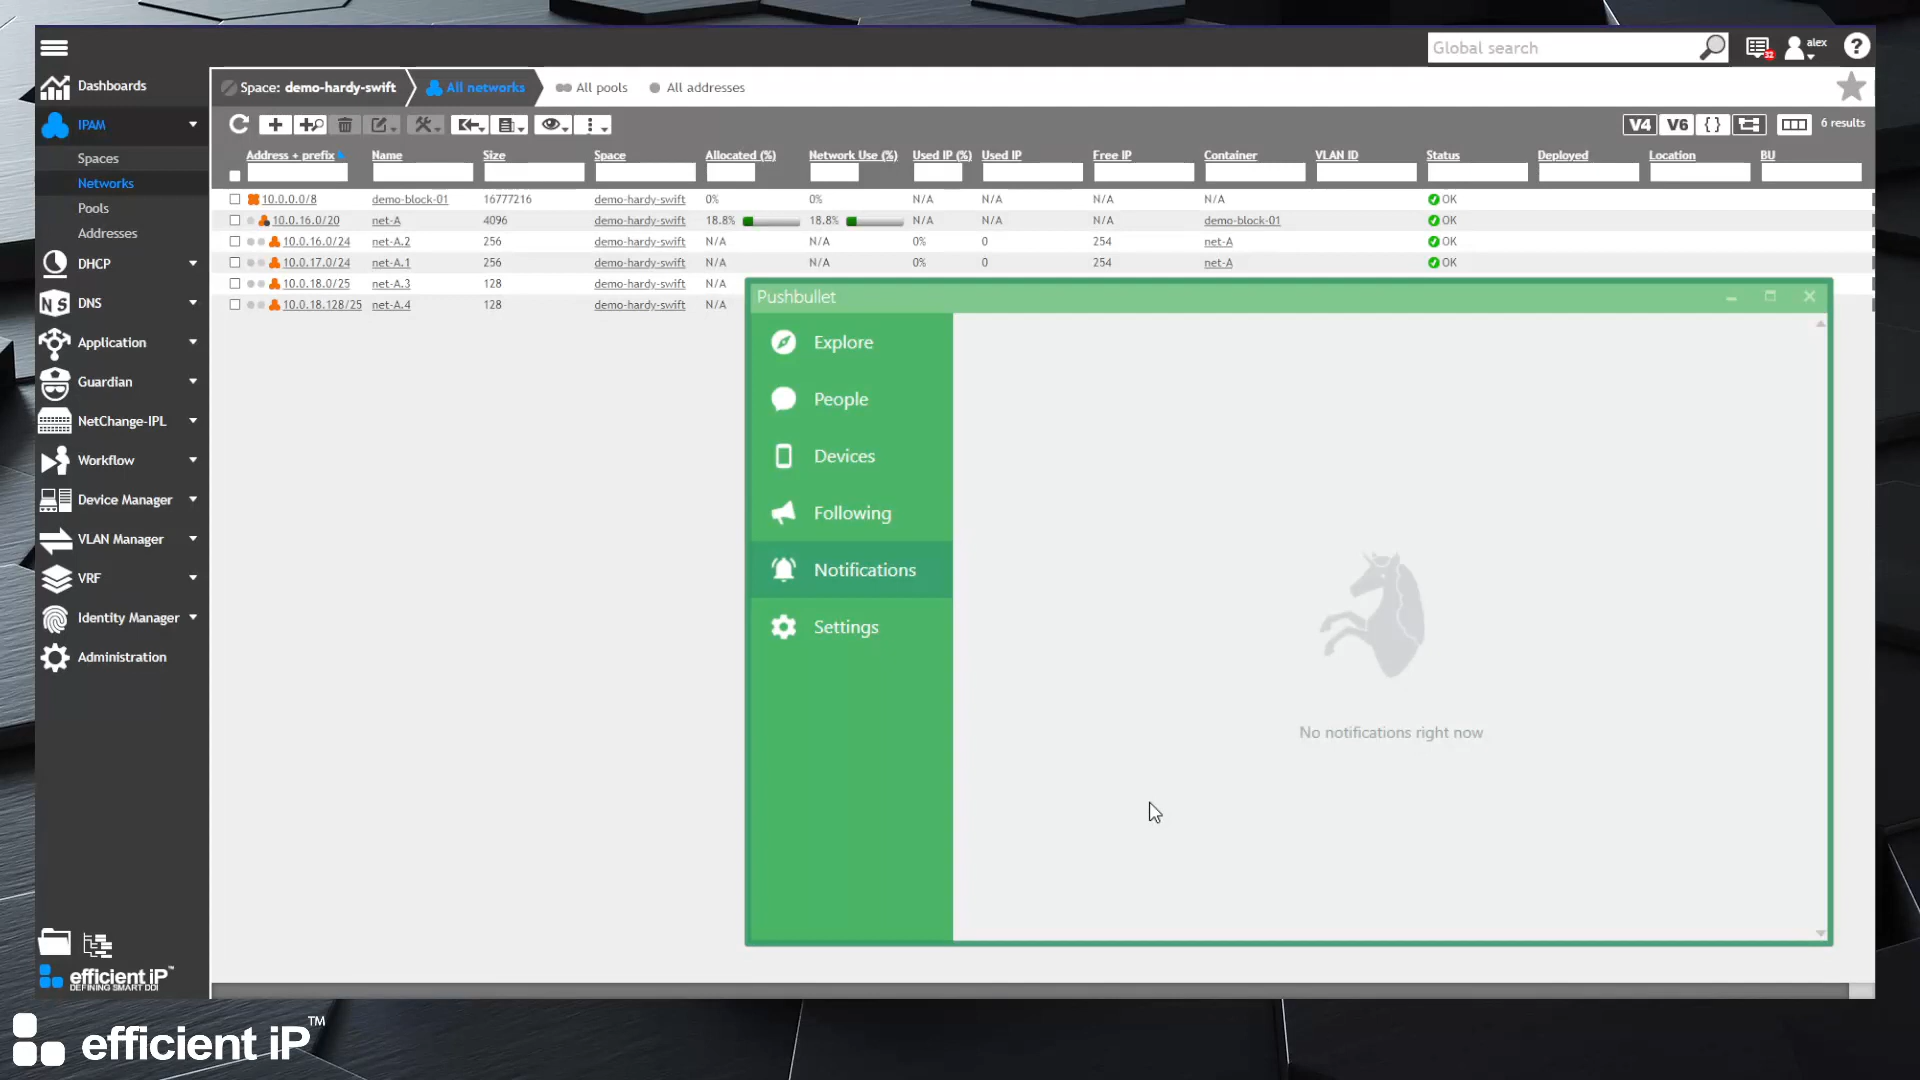 Global search
alex
?
Dashboards
Space: demo-hardy-swift
All networks
All pools
All addresses
IPAM
V4
V6
6 results
Spaces
Networks
Pools
Addresses
Address + prefix
Name
Size
Space
Allocated (%)
Network Use (%)
Used IP (%)
Used IP
Free IP
Container
VLAN ID
Status
Deployed
Location
BU
10.0.0.0/8 demo-block-01 16777216 demo-hardy-swift 0% 0% N/A N/A N/A N/A OK
10.0.16.0/20 net-A 4096 demo-hardy-swift 18.8% 18.8% N/A N/A N/A demo-block-01 OK
10.0.16.0/24 net-A.2 256 demo-hardy-swift N/A N/A 0% 0 254 net-A OK
10.0.17.0/24 net-A.1 256 demo-hardy-swift N/A N/A 0% 0 254 net-A OK
10.0.18.0/25 net-A.3 128 demo-hardy-swift N/A
10.0.18.128/25 net-A.4 128 demo-hardy-swift N/A
DHCP
NS DNS
Application
Guardian
NetChange-IPL
Workflow
Device Manager
VLAN Manager
VRF
Identity Manager
Administration
Pushbullet
Explore
People
Devices
Following
Notifications
Settings
No notifications right now
efficient iP™
DEFINING SMART DDI
efficient iP™